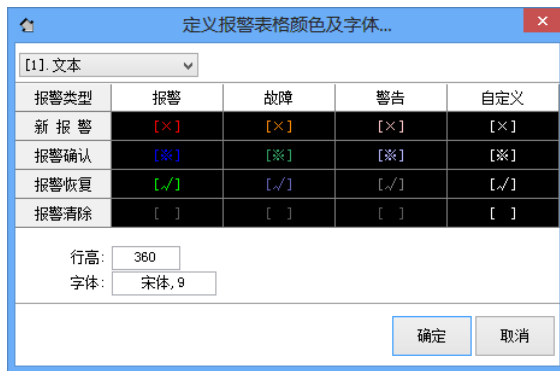 定义报警表格颜色及字体...
[1].文本
报警类型 报警 故障 警告 自定义
新 报 警 [×] [×] [×] [×]
报警确认 [※] [※] [※] [※]
报警恢复 [√] [√] [√] [√]
报警清除 [ ] [ ] [ ] [ ]
行高: 360
字体: 宋体,9
确定 取消